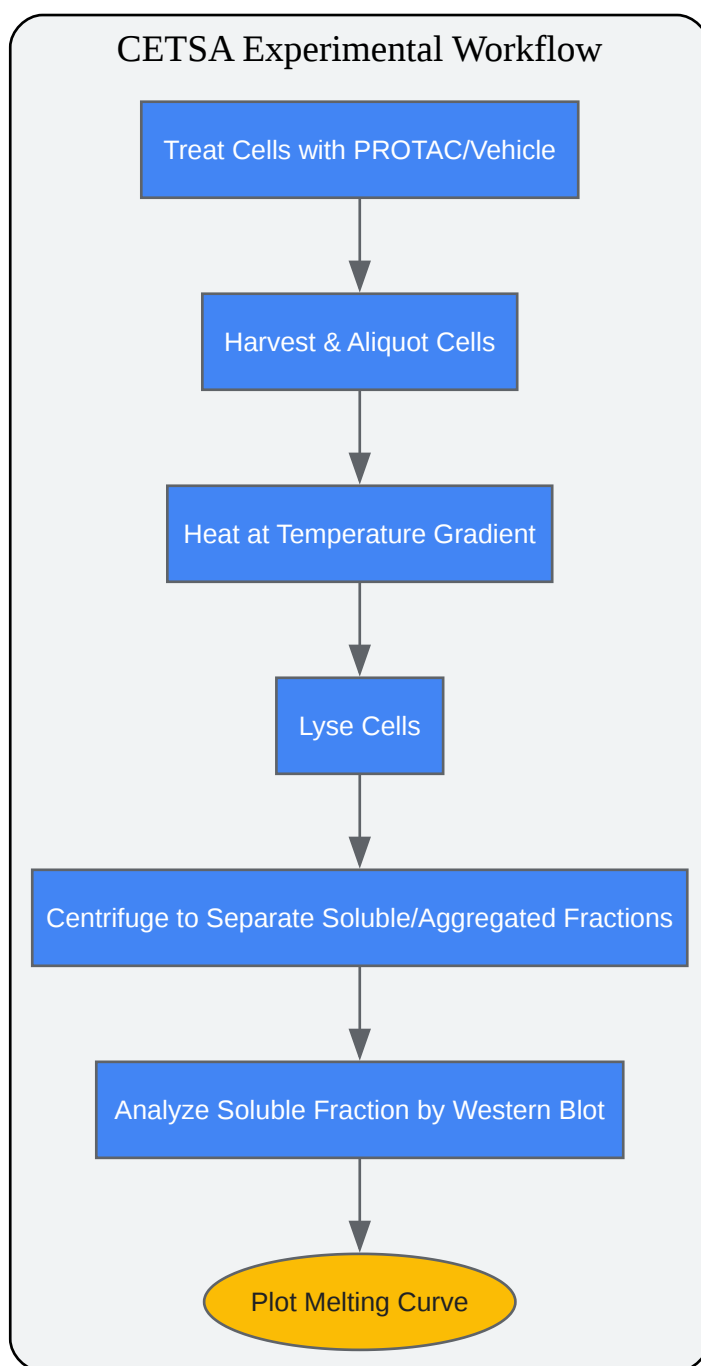 CETSA Experimental Workflow
Treat Cells with PROTAC/Vehicle
Harvest & Aliquot Cells
Heat at Temperature Gradient
Lyse Cells
Centrifuge to Separate Soluble/Aggregated Fractions
Analyze Soluble Fraction by Western Blot
Plot Melting Curve